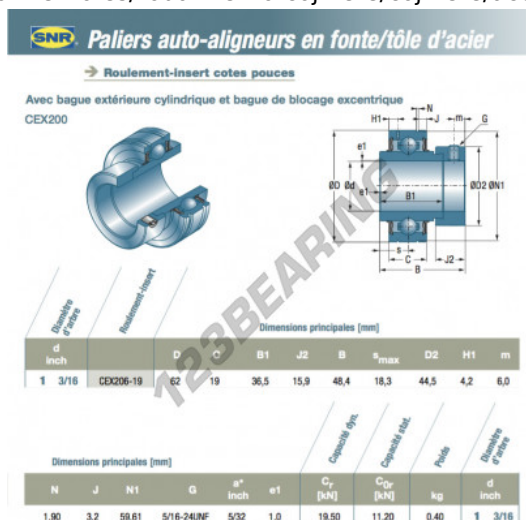 SNR Paliers auto-aligneurs en fonte/tôle d'acier
Roulement-insert cotes pouces
Avec bague extérieure cylindrique et bague de blocage excentrique
CEX200
N
H1 J m G
e1
ØD Ød e1 ØD2 ØN1
B1
s
C J2
B
123BEARING
Diamètre d'arbre Roulement-insert Dimensions principales [mm]
d inch D C B1 J2 B smax D2 H1 m
1 3/16 CEX206-19 62 19 36,5 15,9 48,4 18,3 44,5 4,2 6,0
Dimensions principales [mm] Capacité dyn. Capacité stat. Poids Diamètre d'arbre
N J N1 G a* inch e1 Cr [kN] C0r [kN] kg d inch
1,90 3,2 59,61 5/16-24UNF 5/32 1,0 19,50 11,20 0,40 1 3/16